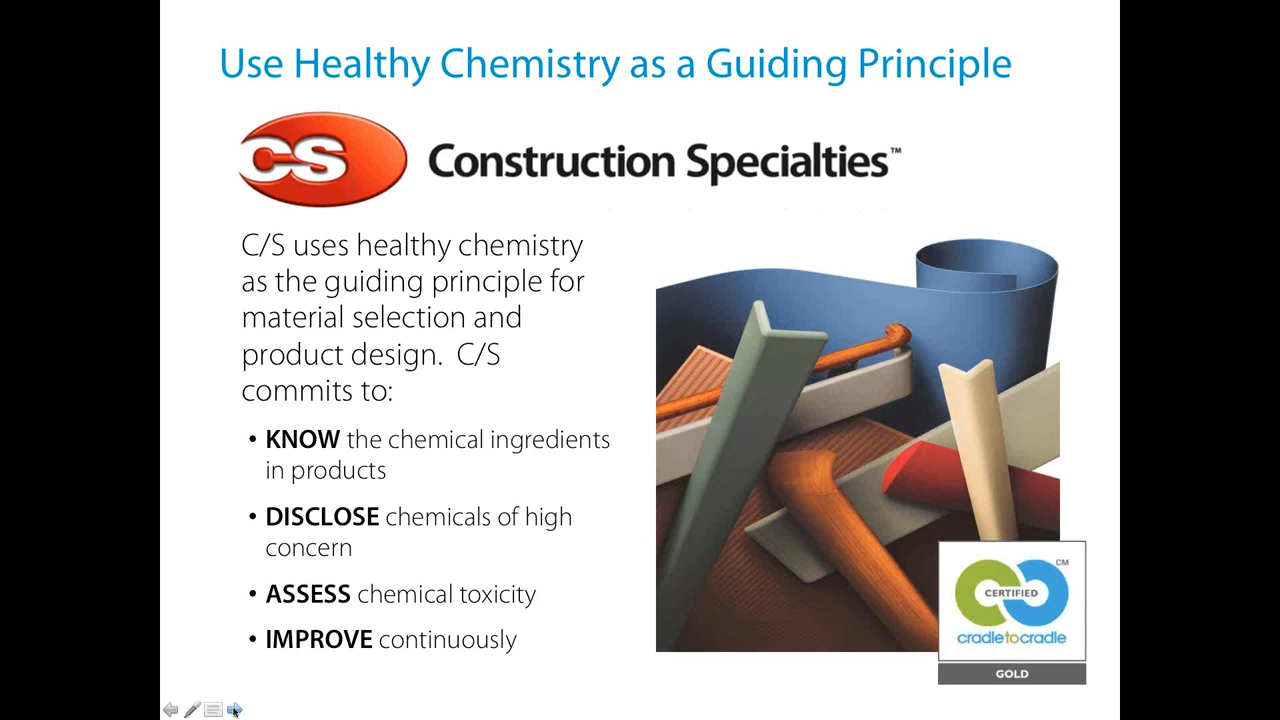 Use Healthy Chemistry as a Guiding Principle
CS Construction Specialties™
C/S uses healthy chemistry
as the guiding principle for
material selection and
product design.  C/S
commits to:
• KNOW the chemical ingredients
in products
• DISCLOSE chemicals of high
concern
• ASSESS chemical toxicity
• IMPROVE continuously
CM
CERTIFIED
cradletocradle
GOLD